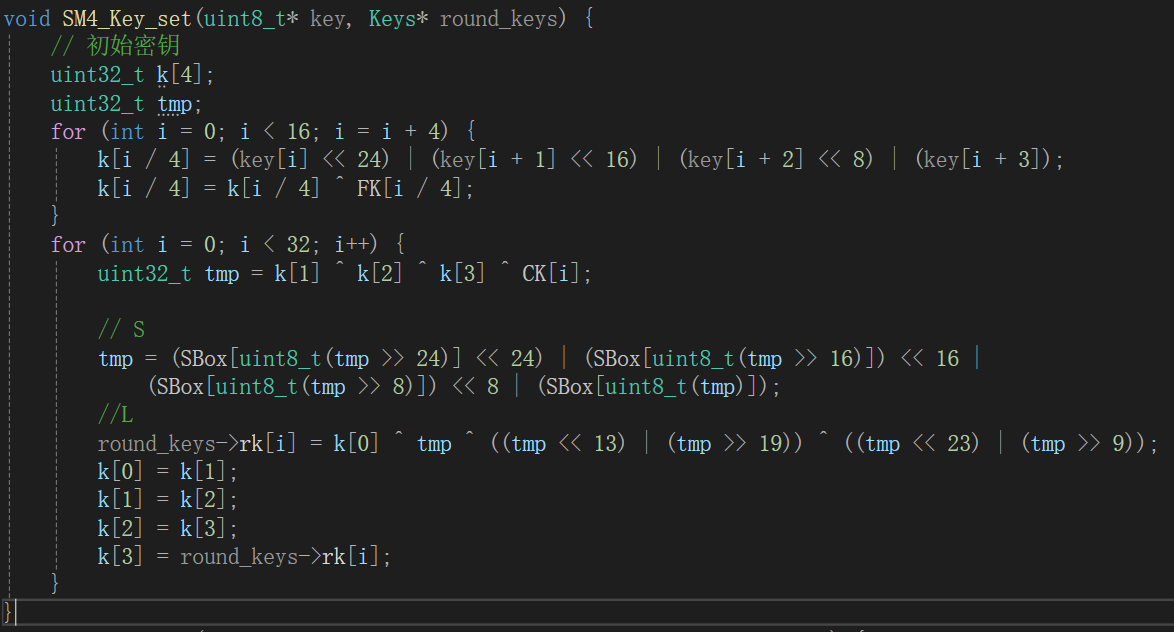 void SM4_Key_set(uint8_t* key, Keys* round_keys) {
// 初始密钥
uint32_t k[4];
uint32_t tmp;
for (int i = 0; i < 16; i = i + 4) {
k[i / 4] = (key[i] << 24) | (key[i + 1] << 16) | (key[i + 2] << 8) | (key[i + 3]);
k[i / 4] = k[i / 4] ^ FK[i / 4];
}
for (int i = 0; i < 32; i++) {
uint32_t tmp = k[1] ^ k[2] ^ k[3] ^ CK[i];
// S
tmp = (SBox[uint8_t(tmp >> 24)] << 24) | (SBox[uint8_t(tmp >> 16)]) << 16 |
(SBox[uint8_t(tmp >> 8)]) << 8 | (SBox[uint8_t(tmp)]);
//L
round_keys->rk[i] = k[0] ^ tmp ^ ((tmp << 13) | (tmp >> 19)) ^ ((tmp << 23) | (tmp >> 9));
k[0] = k[1];
k[1] = k[2];
k[2] = k[3];
k[3] = round_keys->rk[i];
}
}